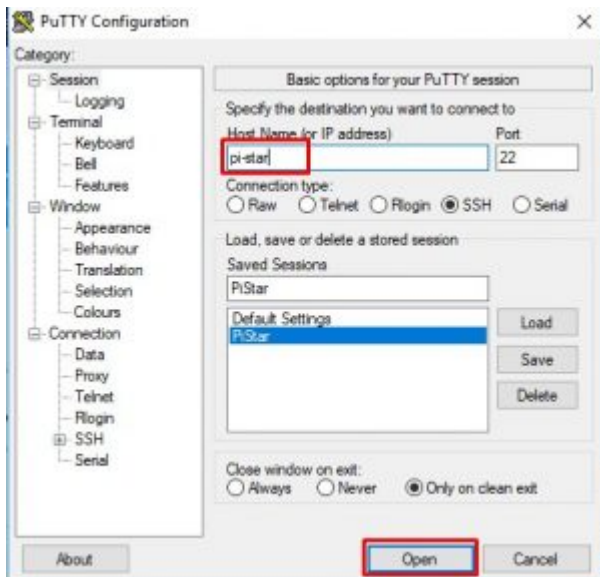 PuTTY Configuration
Category:
Session
Logging
Terminal
Keyboard
Bell
Features
Window
Appearance
Behaviour
Translation
Selection
Colours
Connection
Data
Proxy
Telnet
Rlogin
SSH
Serial
Basic options for your PuTTY session
Specify the destination you want to connect to
Host Name (or IP address) Port
pi-star 22
Connection type:
Raw Telnet Rlogin SSH Serial
Load, save or delete a stored session
Saved Sessions
PiStar
Default Settings
PiStar
Load
Save
Delete
Close window on exit:
Always Never Only on clean exit
About Open Cancel